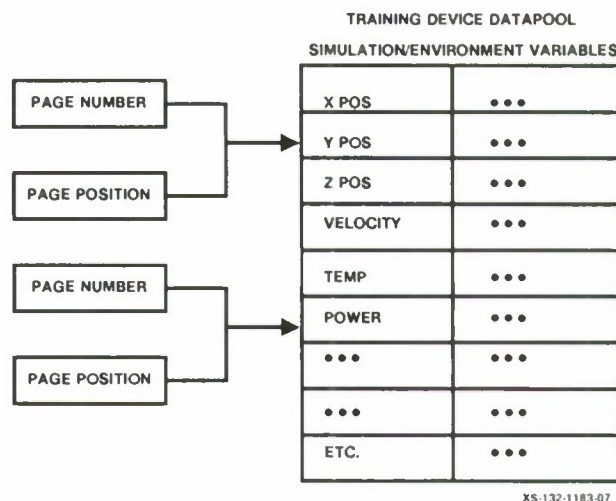 TRAINING DEVICE DATAPOOL
SIMULATION/ENVIRONMENT VARIABLES
PAGE NUMBER
PAGE POSITION
PAGE NUMBER
PAGE POSITION
X POS •••
Y POS •••
Z POS •••
VELOCITY •••
TEMP •••
POWER •••
••• •••
••• •••
ETC. •••
XS-132-1183-07